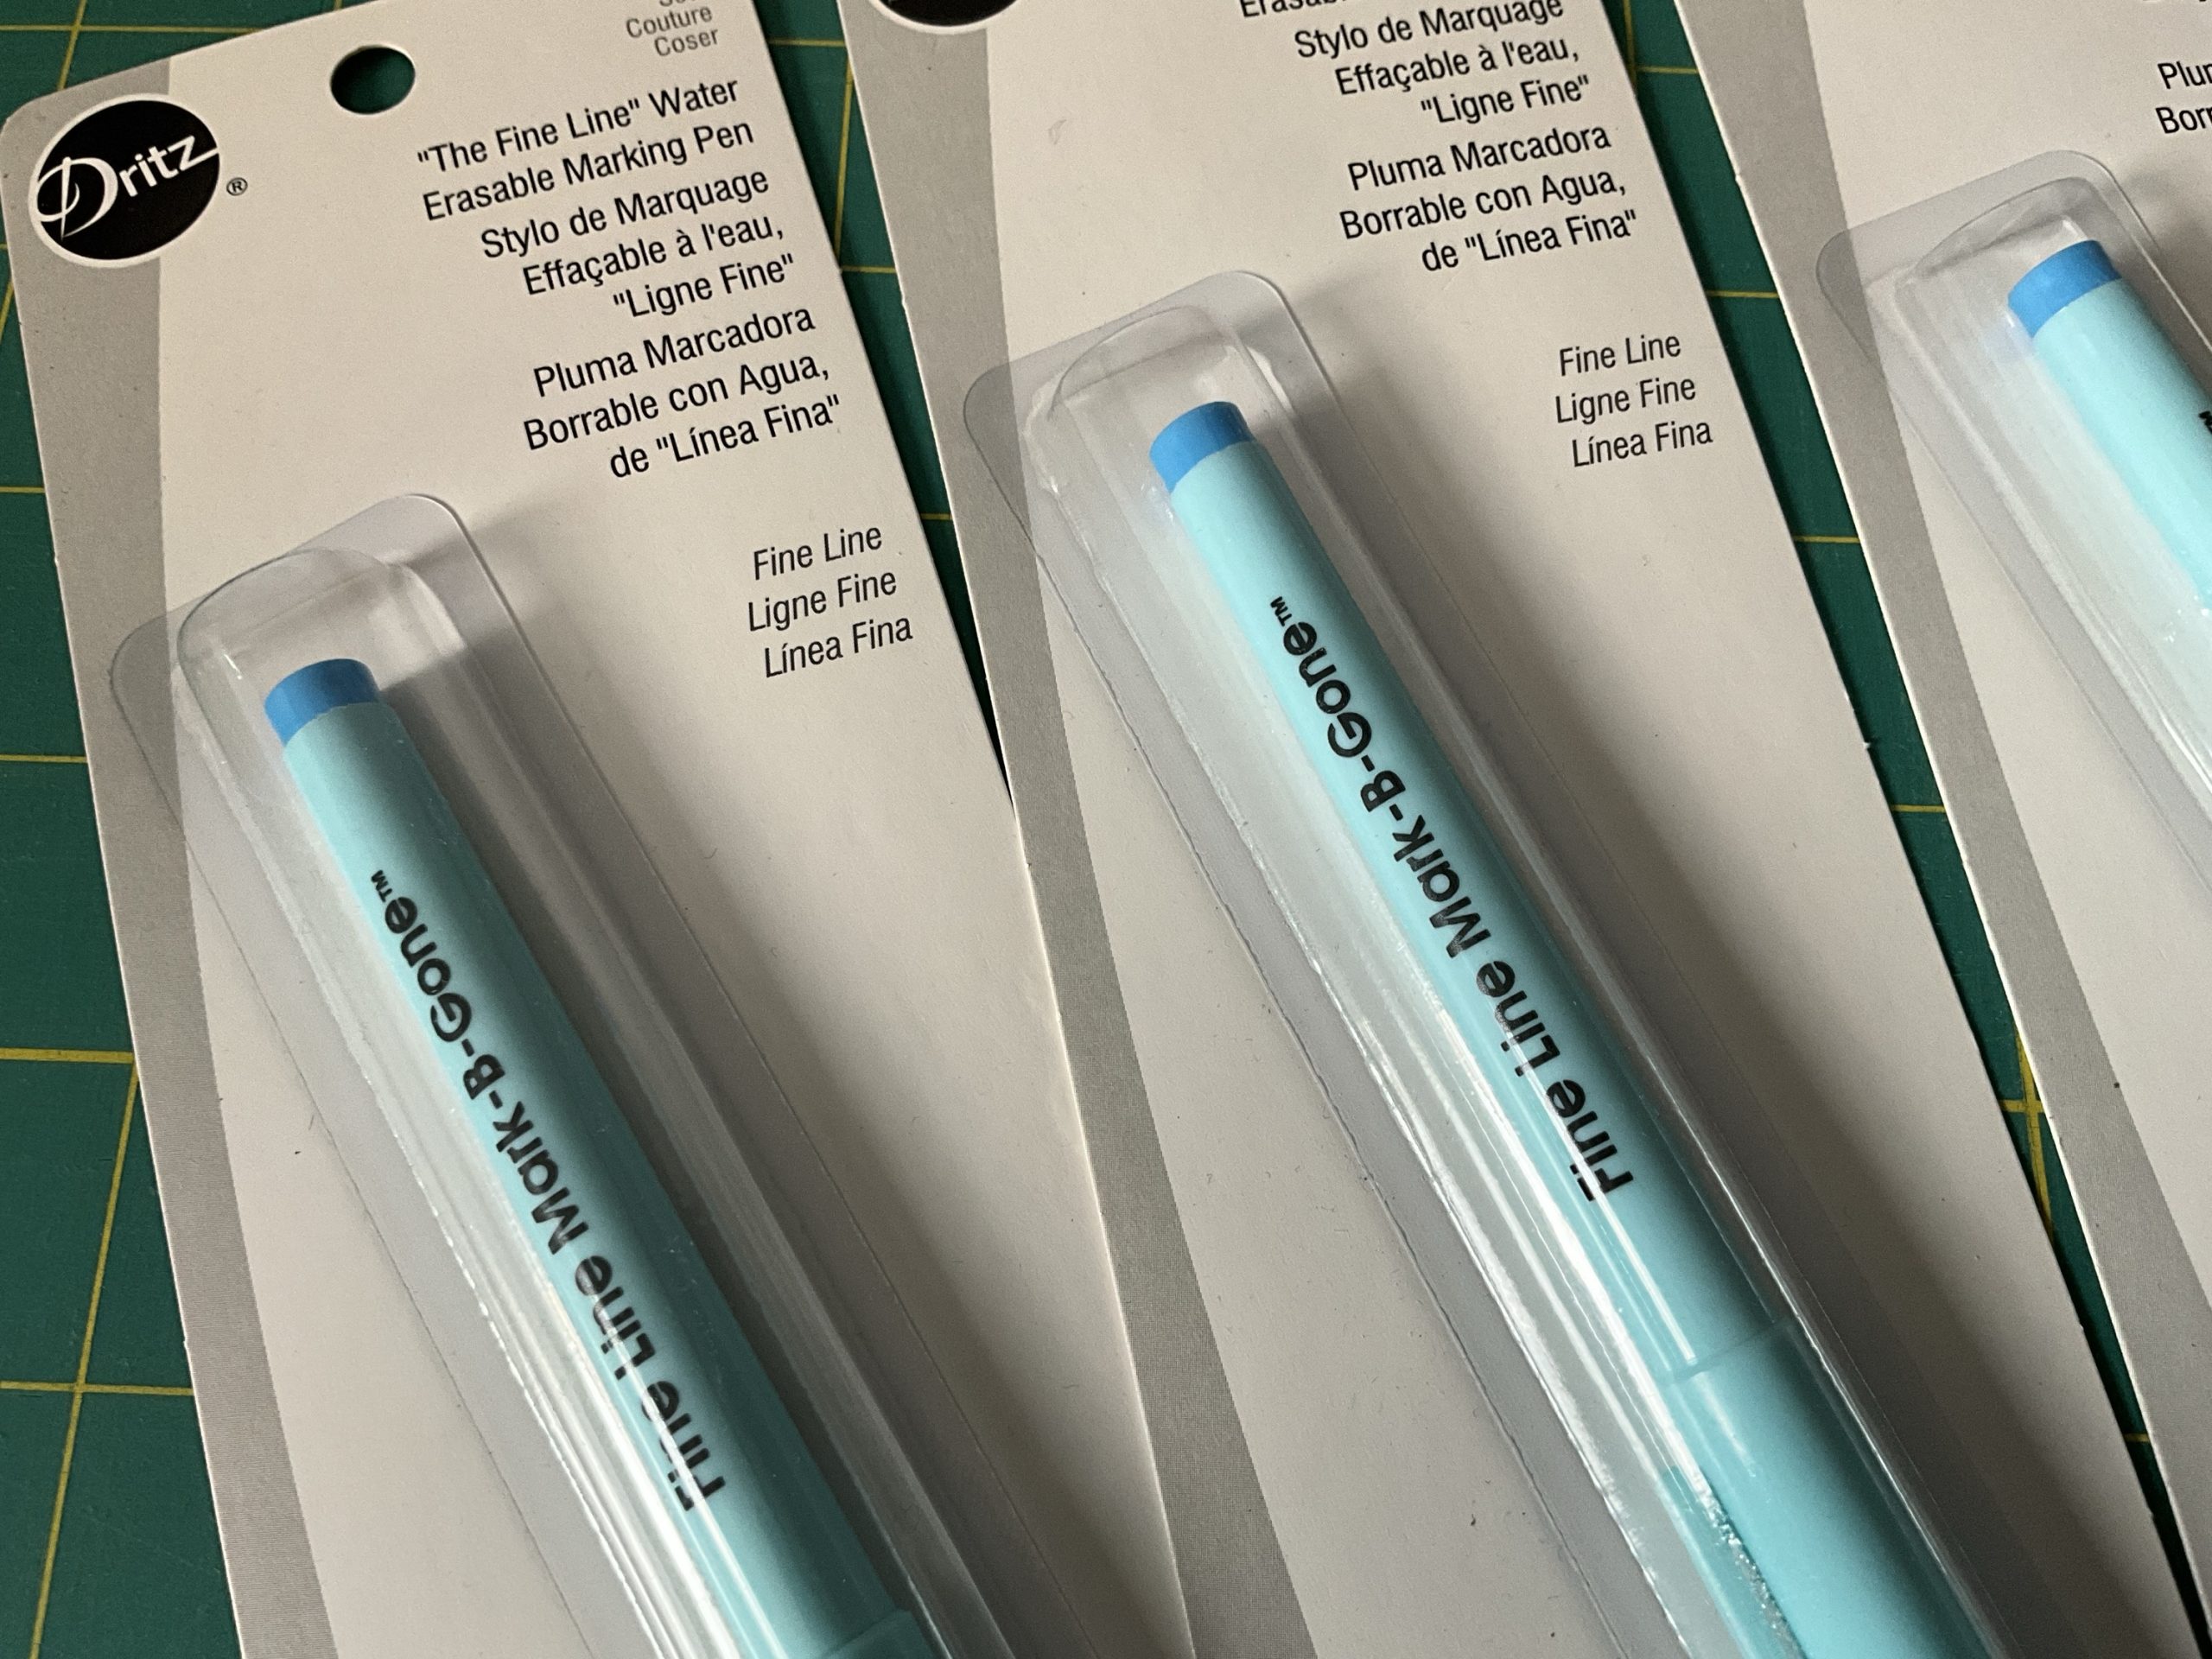 Couture
Coser
Dritz®
"The Fine Line" Water
Erasable Marking Pen
Stylo de Marquage
Effaçable à l'eau,
"Ligne Fine"
Pluma Marcadora
Borrable con Agua,
de "Línea Fina"
Fine Line
Ligne Fine
Línea Fina
Fine Line Mark-B-Gone™
Stylo de Marquage
Effaçable à l'eau,
"Ligne Fine"
Pluma Marcadora
Borrable con Agua,
de "Línea Fina"
Fine Line
Ligne Fine
Línea Fina
Fine Line Mark-B-Gone™